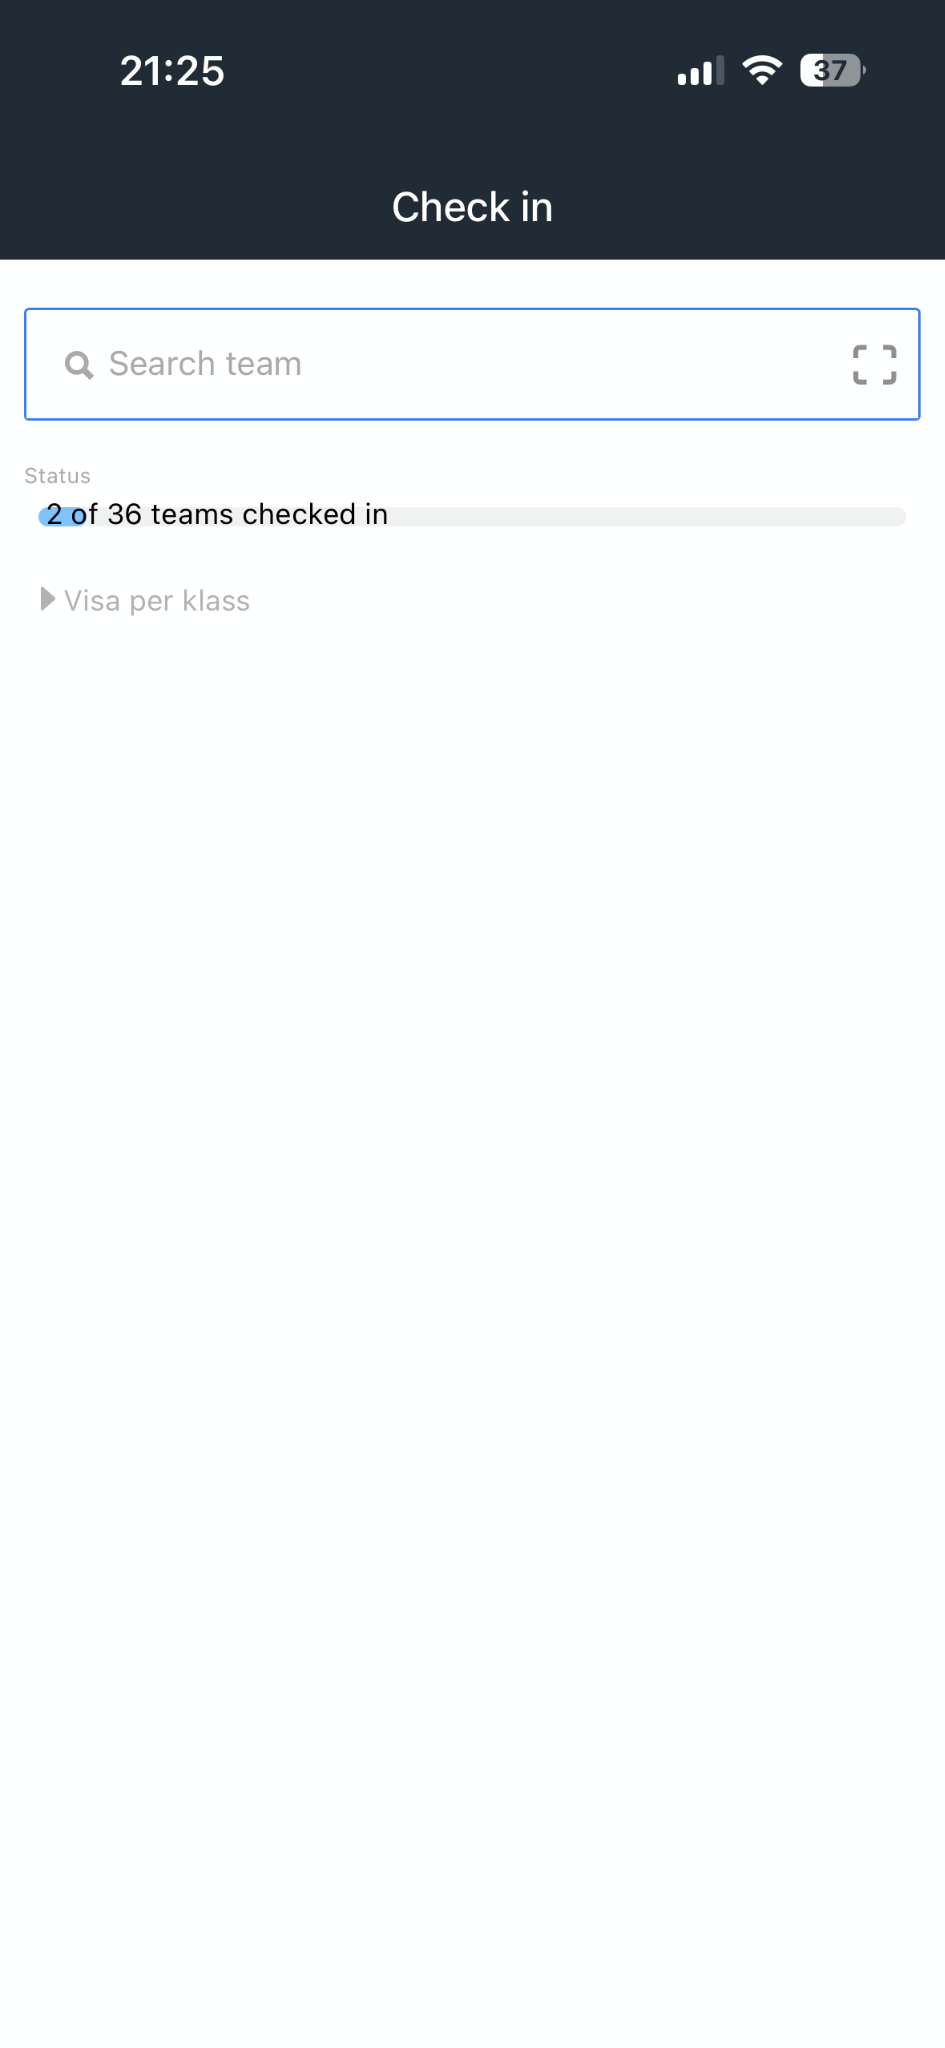 21:25
37
Check in
Search team
Status
2 of 36 teams checked in
Visa per klass